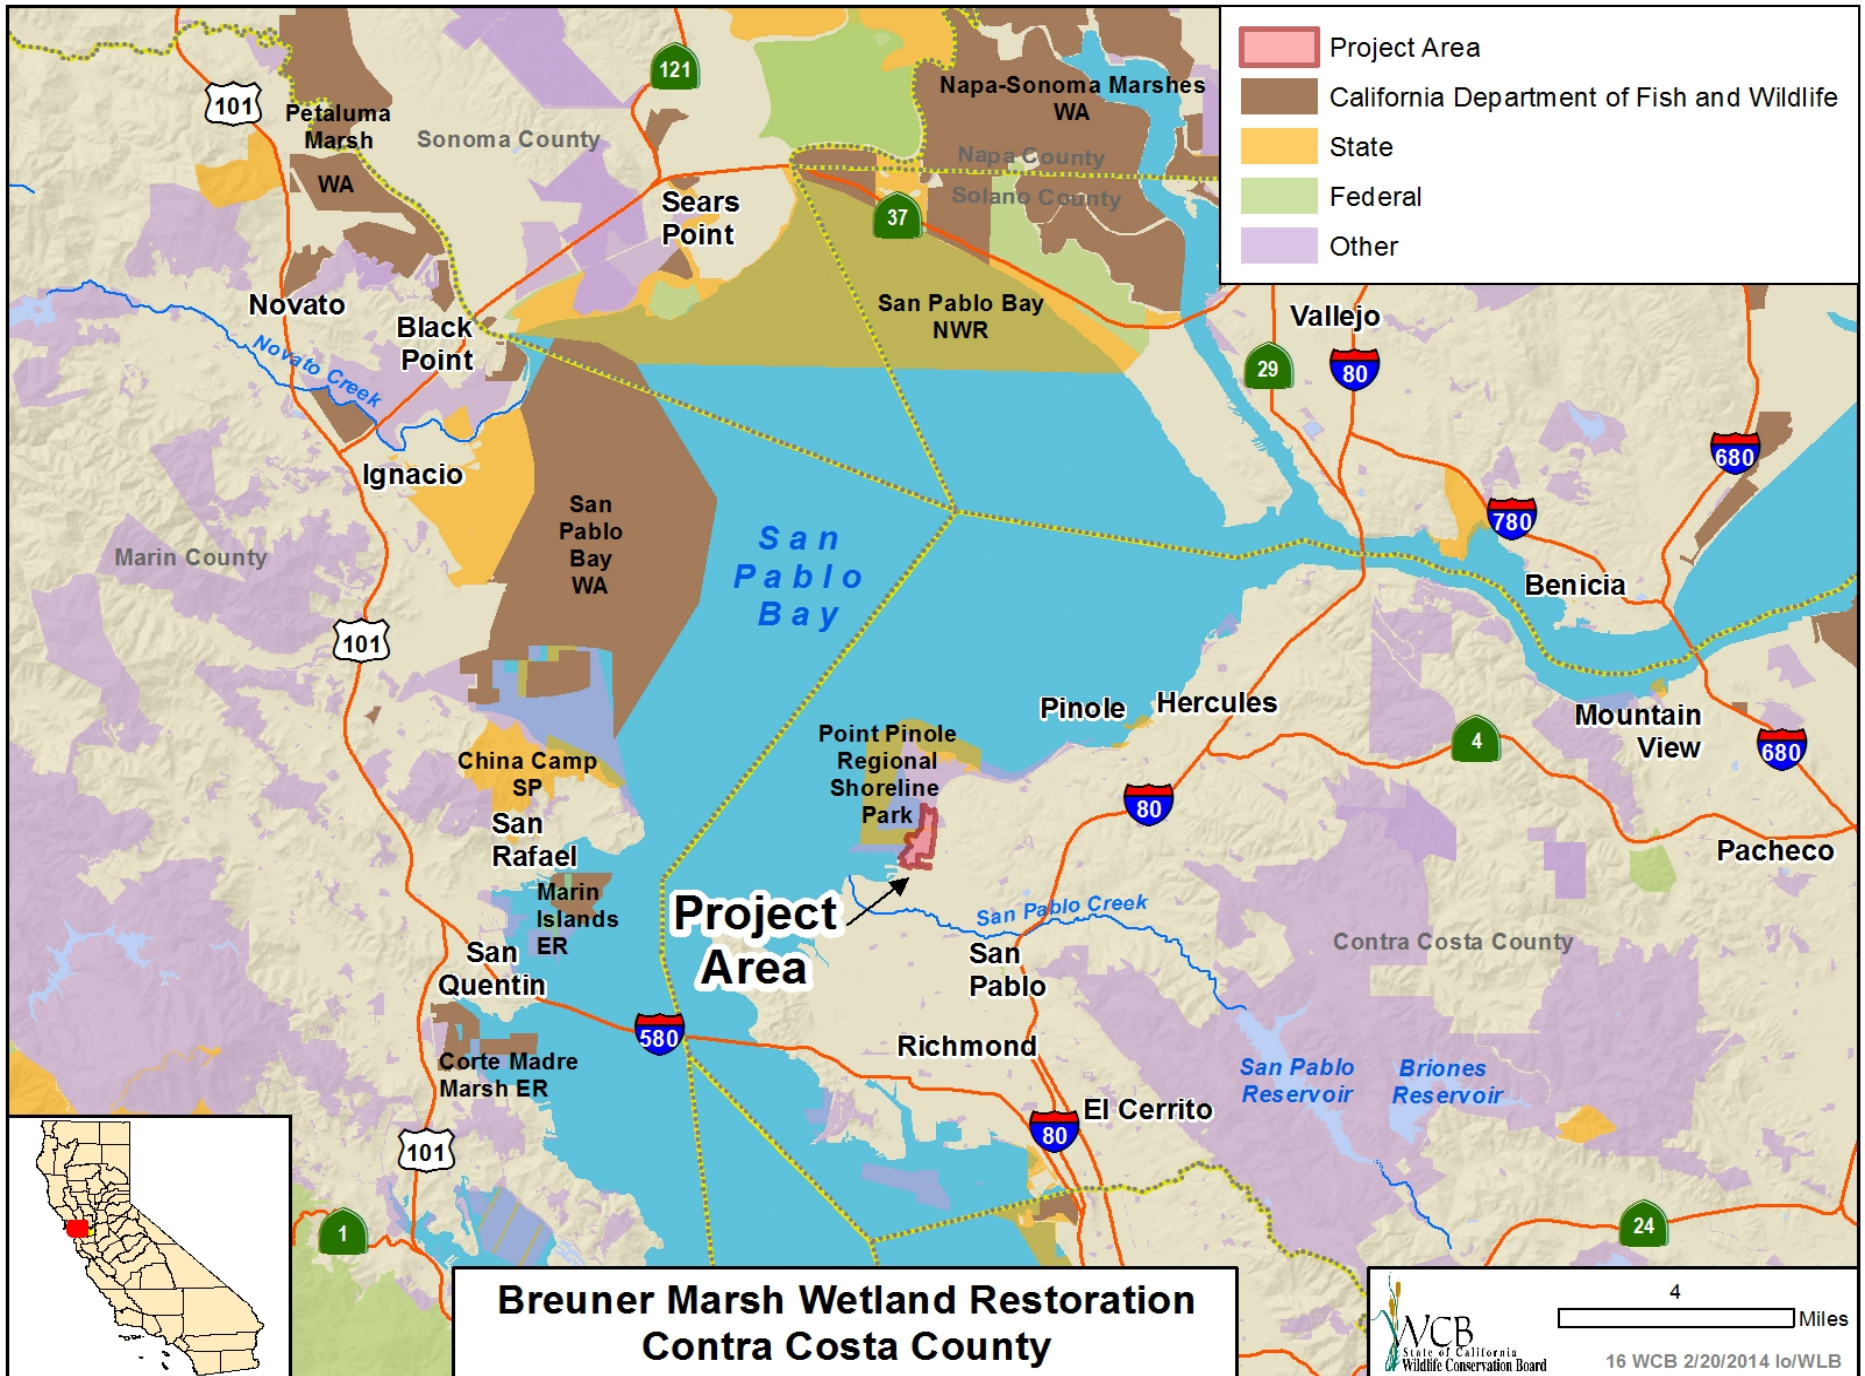 Project Area
California Department of Fish and Wildlife
State
Federal
Other
101
121
Petaluma
Marsh
WA
Sonoma County
Napa-Sonoma Marshes
WA
Napa County
Solano County
Sears
Point
37
San Pablo Bay
NWR
Novato
Black
Point
Novato Creek
Vallejo
29
80
680
Ignacio
San
Pablo
Bay
WA
San
Pablo
Bay
780
Marin County
Benicia
101
Pinole
Hercules
Mountain
View
4
680
Point Pinole
Regional
Shoreline
Park
China Camp
SP
80
San
Rafael
Pacheco
Marin
Islands
ER
Project
Area
San Pablo Creek
Contra Costa County
San
Quentin
San
Pablo
580
Richmond
Corte Madre
Marsh ER
San Pablo
Reservoir
Briones
Reservoir
El Cerrito
80
101
1
24
Breuner Marsh Wetland Restoration
Contra Costa County
4
Miles
WCB
State of California
Wildlife Conservation Board
16 WCB 2/20/2014 lo/WLB